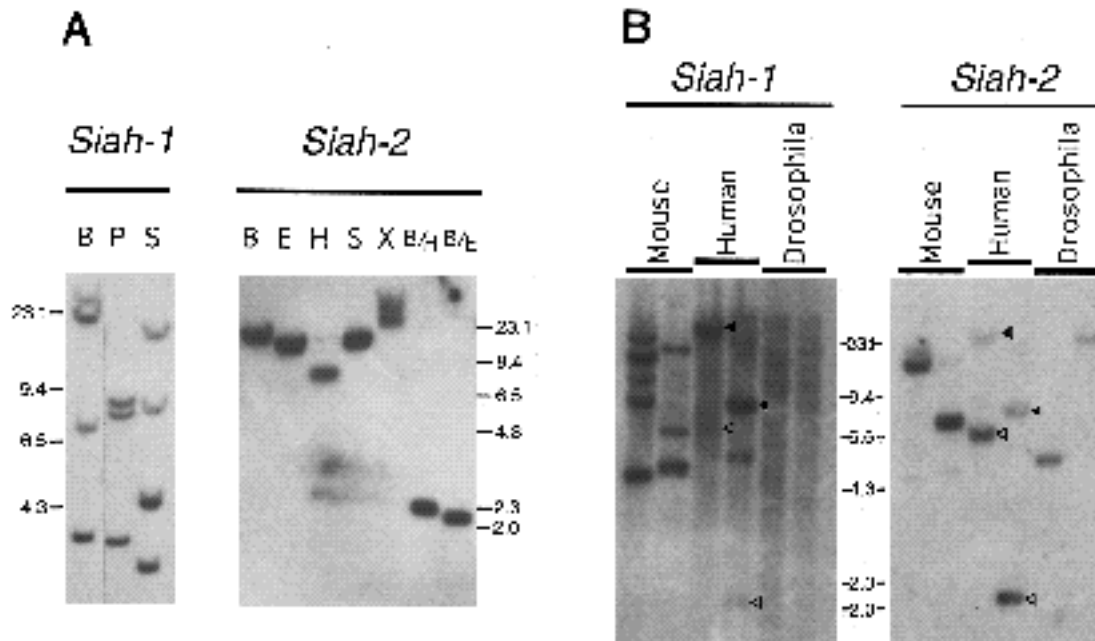 A
Siah-1
Siah-2
B P S
B E H S X B/H B/E
9.4
6.5
4.3
23.1
9.4
6.5
4.8
2.3
2.0
B
Siah-1
Siah-2
Mouse
Human
Drosophila
Mouse
Human
Drosophila